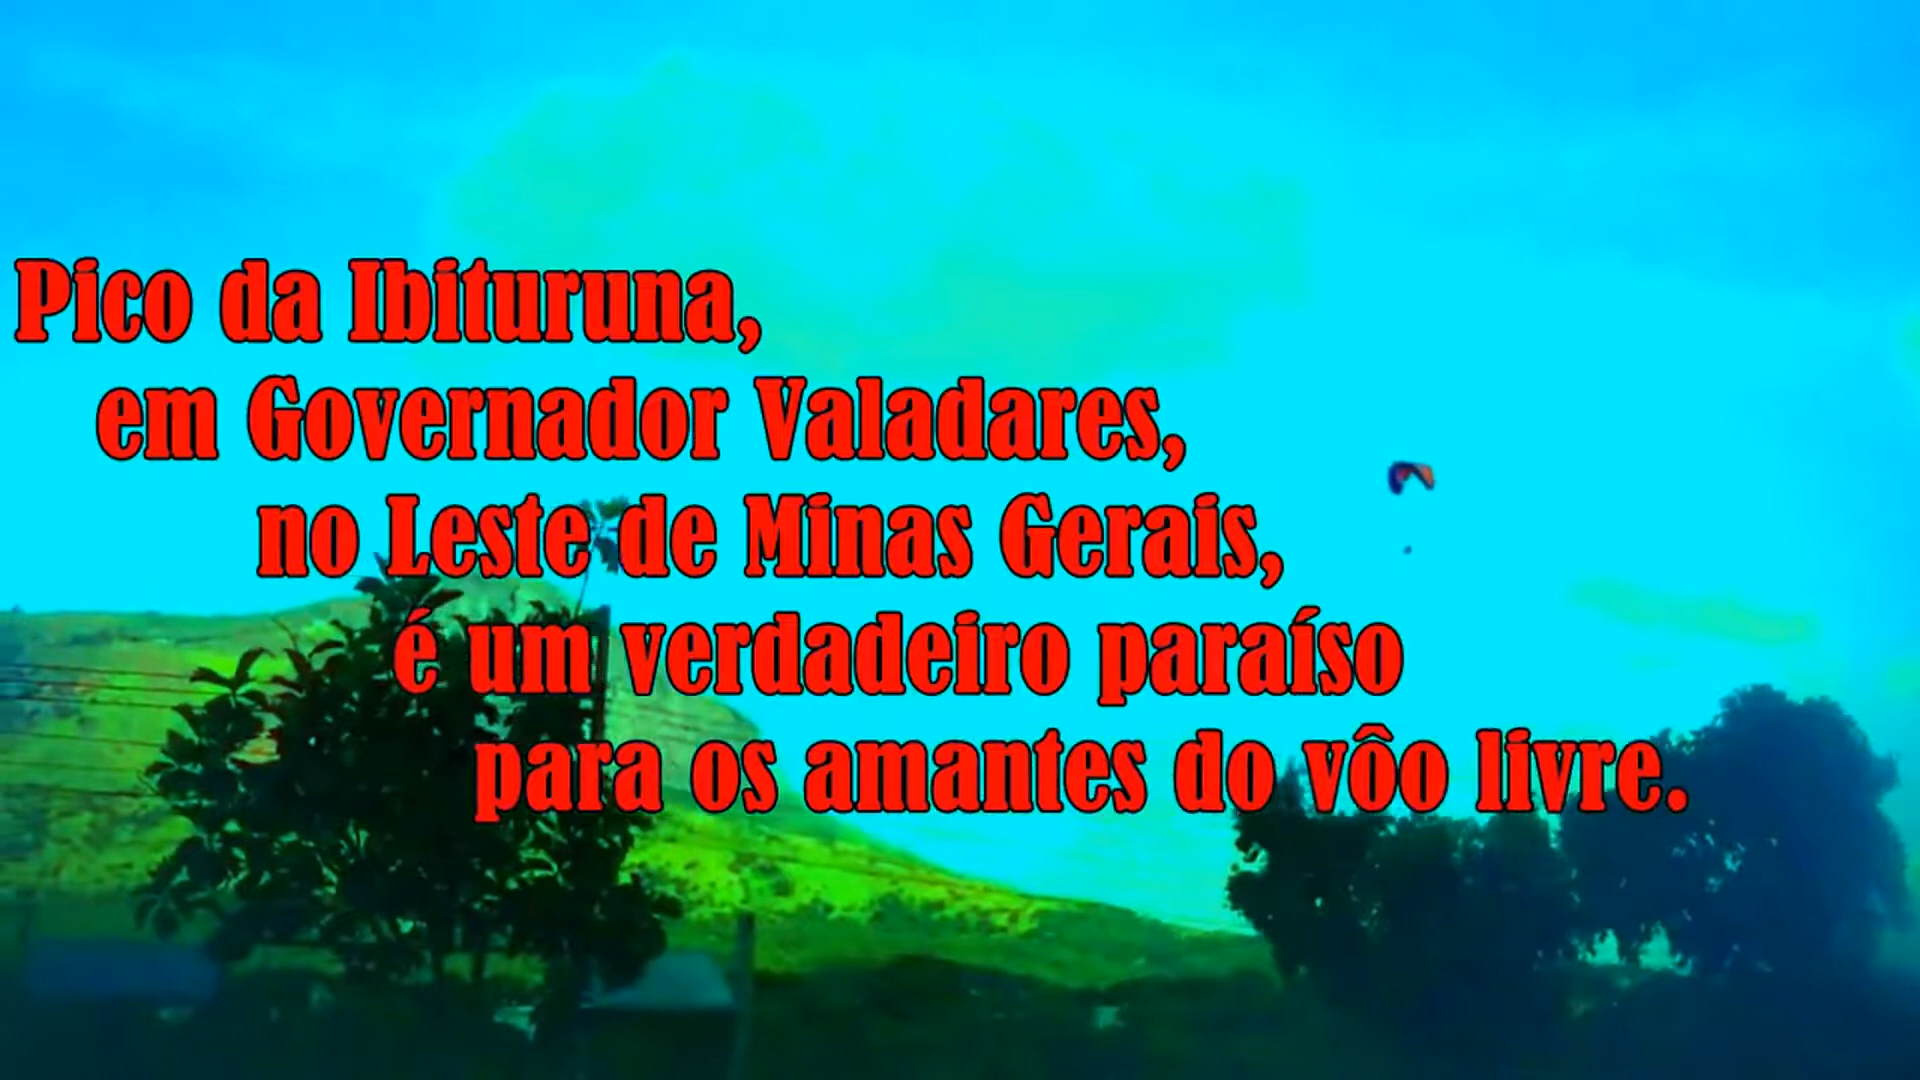 Pico da Ibituruna,
em Governador Valadares,
no Leste de Minas Gerais,
é um verdadeiro paraíso
para os amantes do vôo livre.